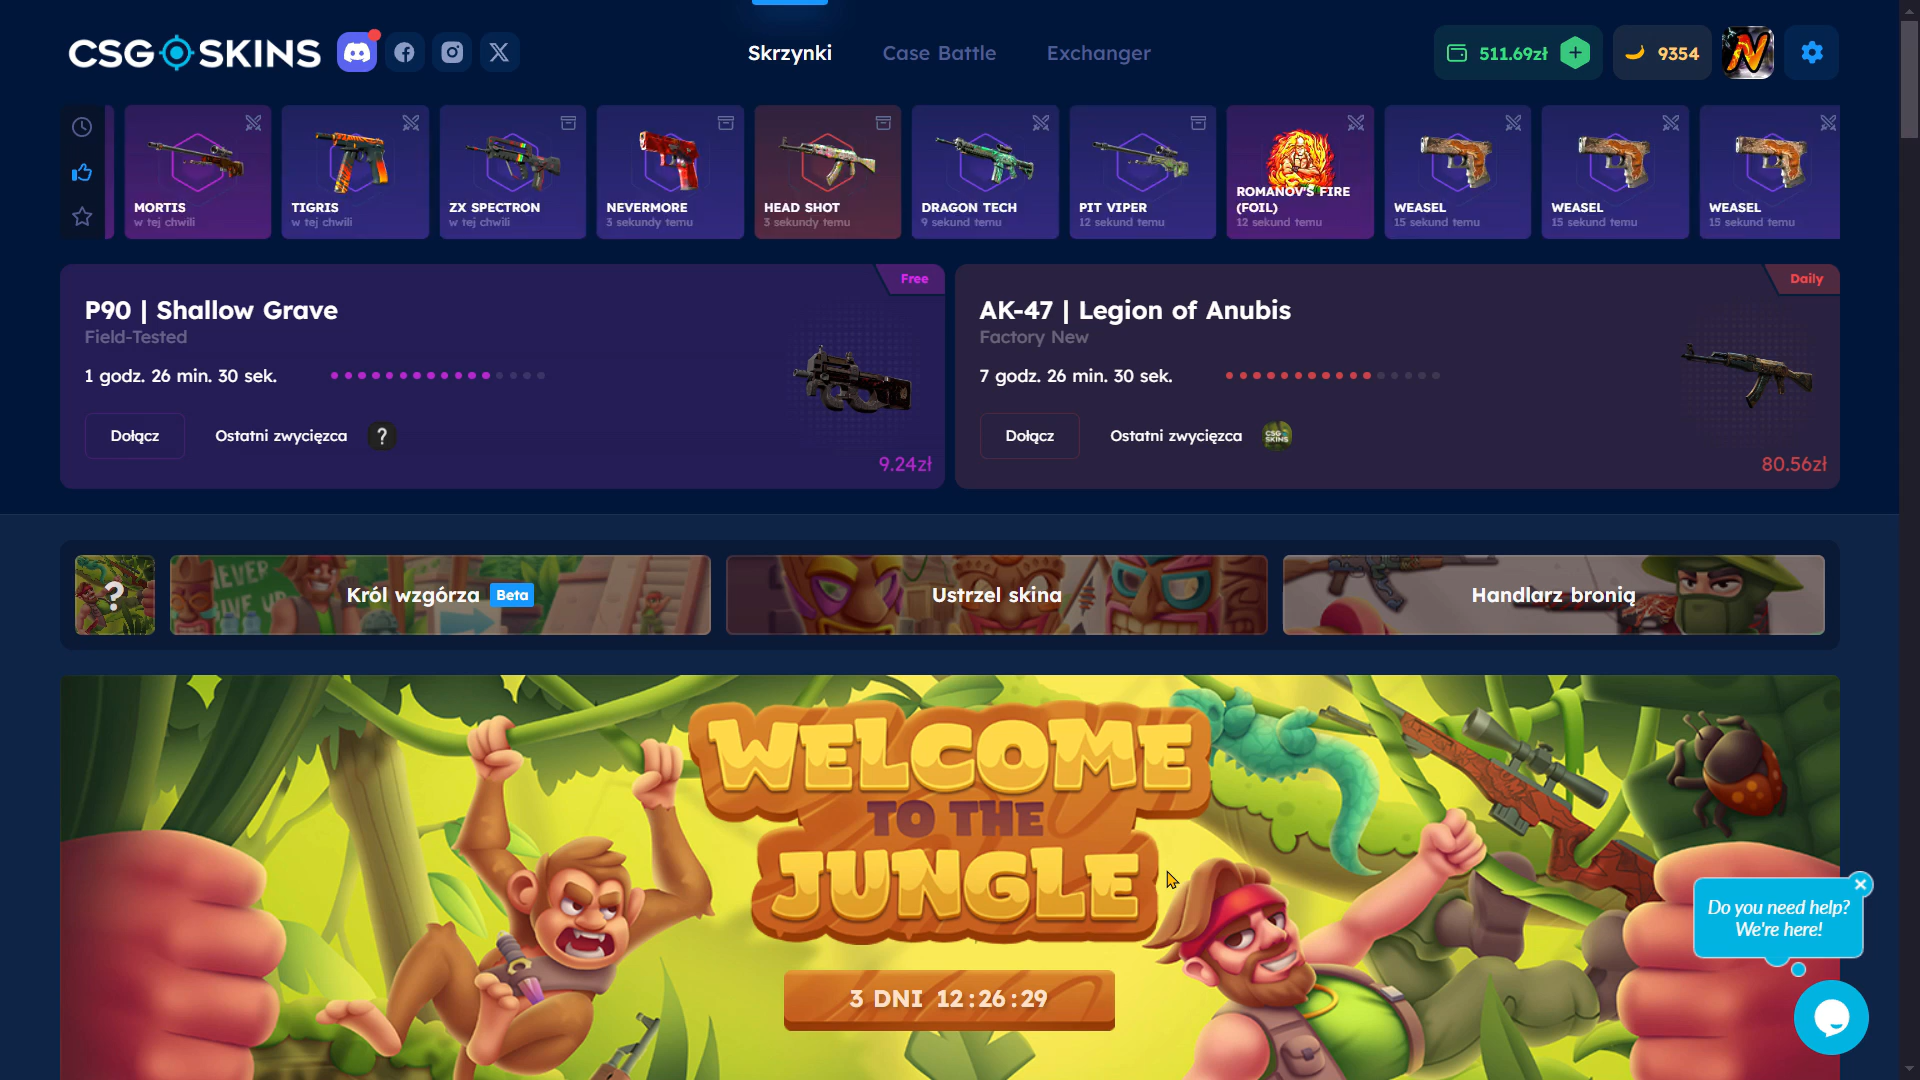 CSGOSKINS
Skrzynki
Case Battle
Exchanger
511.69zł
9354
MORTIS
w tej chwili
TIGRIS
w tej chwili
ZX SPECTRON
w tej chwili
NEVERMORE
3 sekundy temu
HEAD SHOT
3 sekundy temu
DRAGON TECH
9 sekund temu
PIT VIPER
12 sekund temu
ROMANOV'S FIRE
(FOIL)
12 sekund temu
WEASEL
15 sekund temu
WEASEL
15 sekund temu
WEASEL
15 sekund temu
Free
P90 | Shallow Grave
Field-Tested
1 godz. 26 min. 30 sek.
Dołącz
Ostatni zwycięzca
?
9.24zł
Daily
AK-47 | Legion of Anubis
Factory New
7 godz. 26 min. 30 sek.
Dołącz
Ostatni zwycięzca
CSG SKINS
80.56zł
?
NEVER
GIVE UP
Król wzgórza Beta
Ustrzel skina
Handlarz bronią
WELCOME
TO THE
JUNGLE
3 DNI 12:26:29
Do you need help?
We're here!